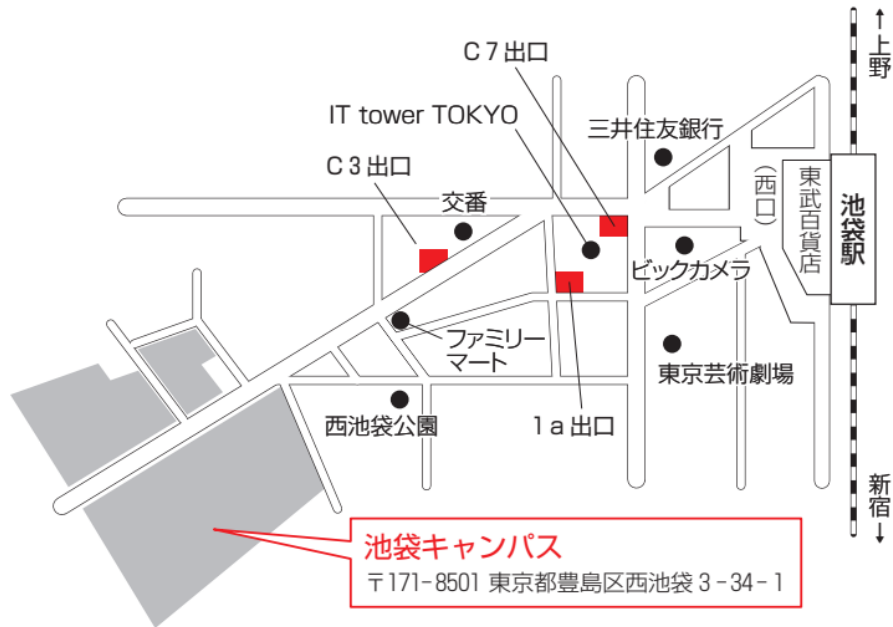 ↑上野
C7出口
IT tower TOKYO
三井住友銀行
C3出口
交番
(西口)
東武百貨店
池袋駅
ビックカメラ
ファミリー
マート
東京芸術劇場
西池袋公園
1a出口
新宿↓
池袋キャンパス
〒171-8501 東京都豊島区西池袋3-34-1